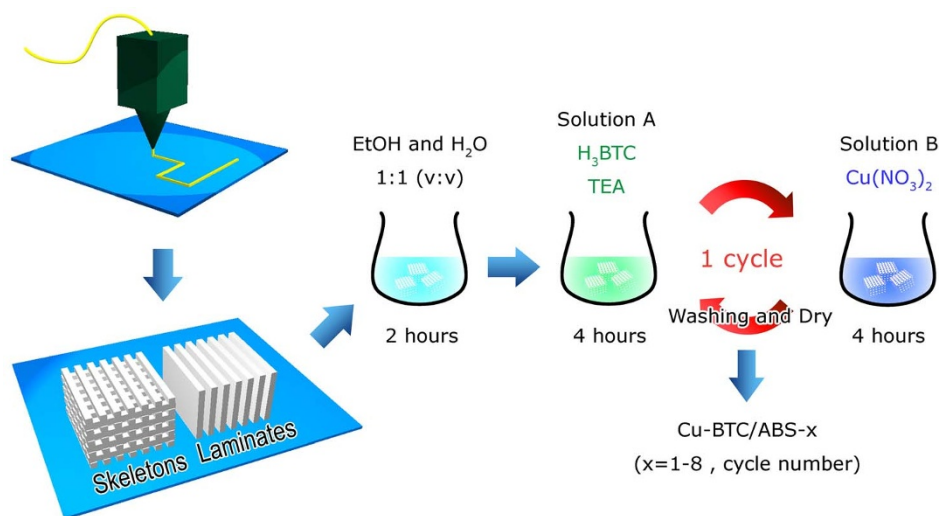 EtOH and H₂O
1:1 (v:v)
2 hours
Solution A
H₃BTC
TEA
4 hours
1 cycle
Washing and Dry
Solution B
Cu(NO₃)₂
4 hours
Skeletons
Laminates
Cu-BTC/ABS-x
(x=1-8 , cycle number)